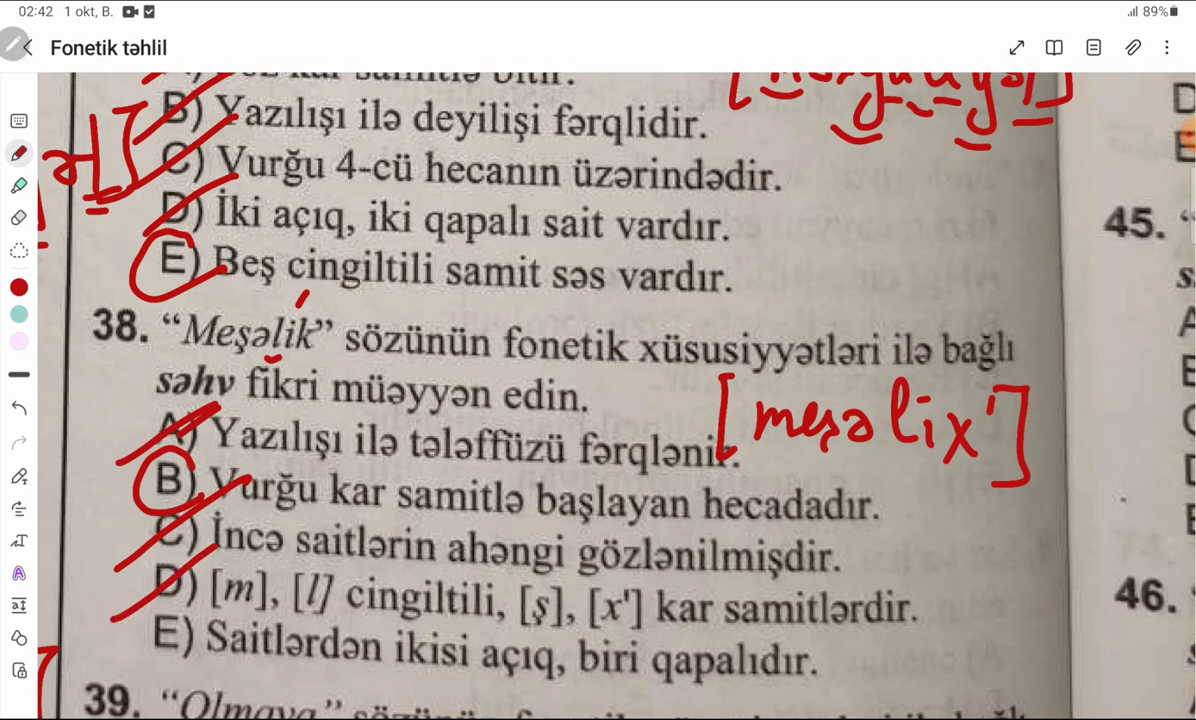 02:42 1 okt, B. 89%
Fonetik təhlil
B) Yazılışı ilə deyilişi fərqlidir.
C) Vurğu 4-cü hecanın üzərindədir.
D) İki açıq, iki qapalı sait vardır.
E) Beş cingiltili samit səs vardır.
38. “Meşəlik” sözünün fonetik xüsusiyyətləri ilə bağlı
səhv fikri müəyyən edin.
[meşəlix']
A) Yazılışı ilə tələffüzü fərqlənir.
B) Vurğu kar samitlə başlayan hecadadır.
C) İncə saitlərin ahəngi gözlənilmişdir.
D) [m], [l] cingiltili, [ş], [x'] kar samitlərdir.
E) Saitlərdən ikisi açıq, biri qapalıdır.
39. “Olmaya”
45.
46.